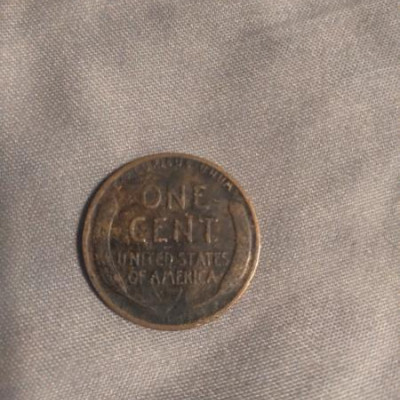 ONE
CENT
UNITED STATES
OF AMERICA